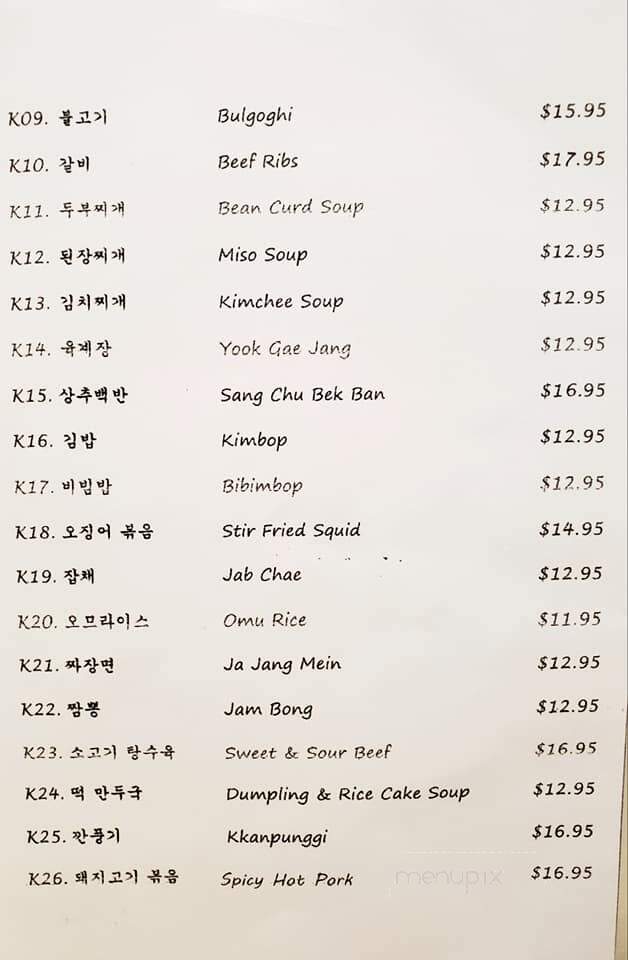 K09. 불고기 Bulgoghi $15.95
K10. 갈비 Beef Ribs $17.95
K11. 두부찌개 Bean Curd Soup $12.95
K12. 된장찌개 Miso Soup $12.95
K13. 김치찌개 Kimchee Soup $12.95
K14. 육계장 Yook Gae Jang $12.95
K15. 상추백반 Sang Chu Bek Ban $16.95
K16. 김밥 Kimbop $12.95
K17. 비빔밥 Bibimbop $12.95
K18. 오징어 볶음 Stir Fried Squid $14.95
K19. 잡채 Jab Chae $12.95
K20. 오므라이스 Omu Rice $11.95
K21. 짜장면 Ja Jang Mein $12.95
K22. 짬뽕 Jam Bong $12.95
K23. 소고기 탕수육 Sweet & Sour Beef $16.95
K24. 떡 만두국 Dumpling & Rice Cake Soup $12.95
K25. 깐풍기 Kkanpunggi $16.95
K26. 돼지고기 볶음 Spicy Hot Pork $16.95
menupix